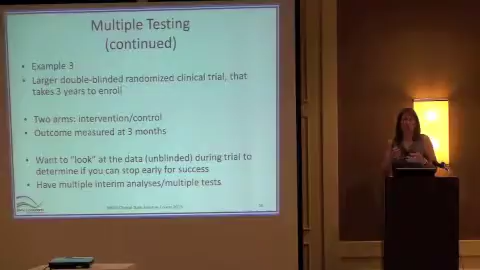 Multiple Testing
(continued)
• Example 3
• Larger double-blinded randomized clinical trial, that
takes 3 years to enroll
• Two arms: intervention/control
• Outcome measured at 3 months
• Want to "look" at the data (unblinded) during trial to
determine if you can stop early for success
• Have multiple interim analyses/multiple tests